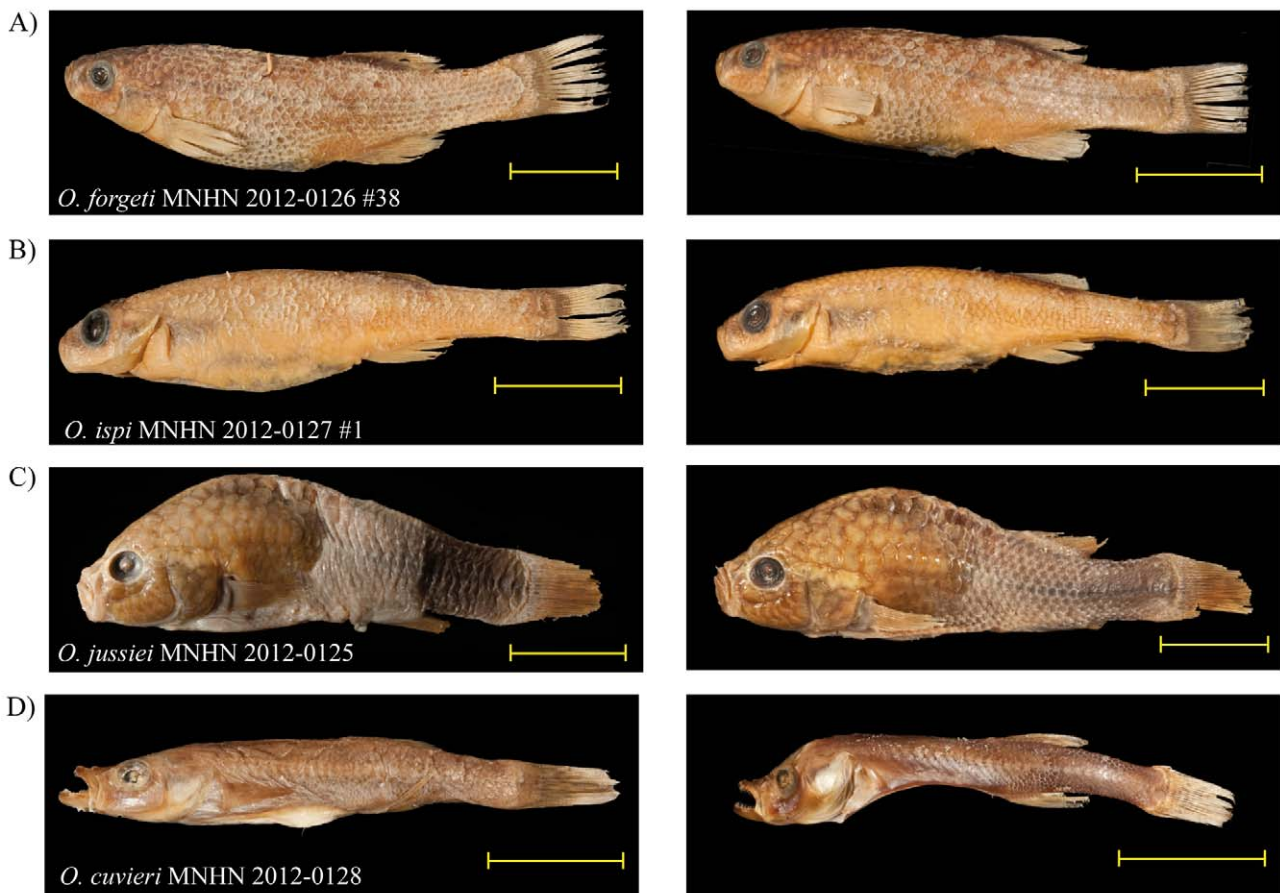 A)
O. forgeti MNHN 2012-0126 #38
B)
O. ispi MNHN 2012-0127 #1
C)
O. jussiei MNHN 2012-0125
D)
O. cuvieri MNHN 2012-0128